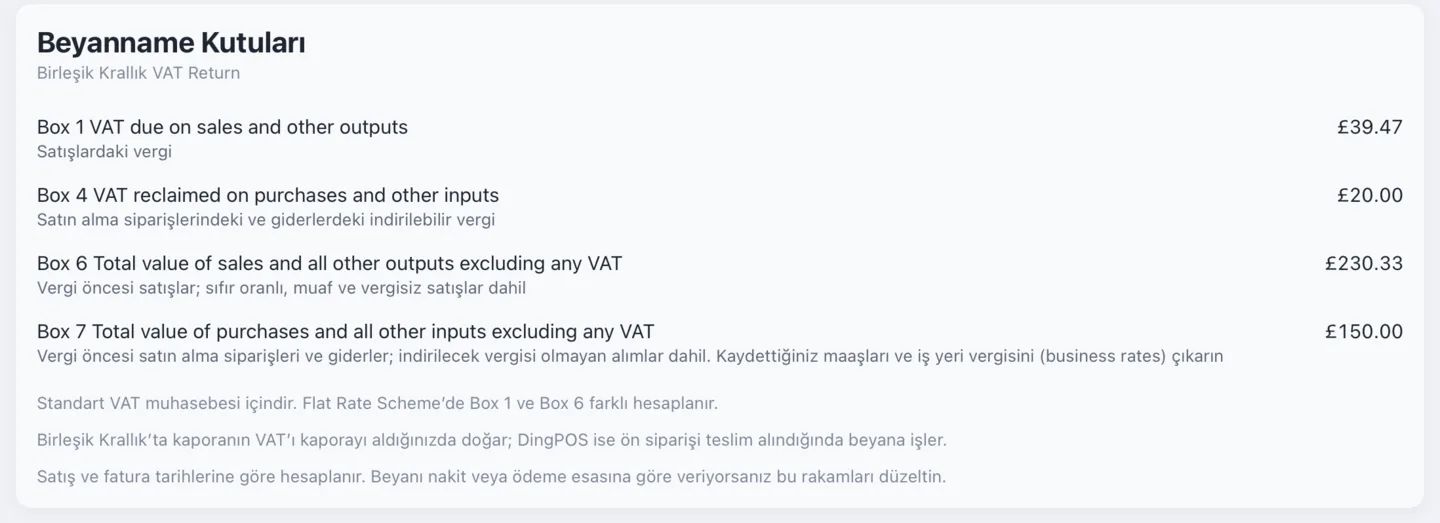 Beyanname Kutuları
Birleşik Krallık VAT Return
Box 1 VAT due on sales and other outputs £39.47
Satışlardaki vergi
Box 4 VAT reclaimed on purchases and other inputs £20.00
Satın alma siparişlerindeki ve giderlerdeki indirilebilir vergi
Box 6 Total value of sales and all other outputs excluding any VAT £230.33
Vergi öncesi satışlar; sıfır oranlı, muaf ve vergisiz satışlar dahil
Box 7 Total value of purchases and all other inputs excluding any VAT £150.00
Vergi öncesi satın alma siparişleri ve giderler; indirilecek vergisi olmayan alımlar dahil. Kaydettiğiniz maaşları ve iş yeri vergisini (business rates) çıkarın
Standart VAT muhasebesi içindir. Flat Rate Scheme’de Box 1 ve Box 6 farklı hesaplanır.
Birleşik Krallık’ta kaporanın VAT’ı kaporayı aldığınızda doğar; DingPOS ise ön siparişi teslim alındığında beyana işler.
Satış ve fatura tarihlerine göre hesaplanır. Beyanı nakit veya ödeme esasına göre veriyorsanız bu rakamları düzeltin.